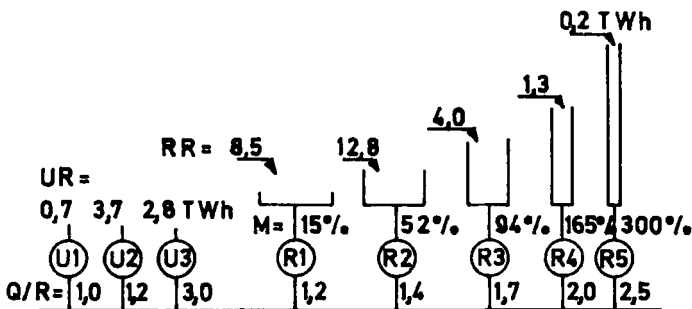 0,2 TWh
1,3
4,0
RR= 8,5 12,8
UR=
0,7 3,7 2,8 TWh
M= 15% 52% 94% 165% 300%
U1 U2 U3 R1 R2 R3 R4 R5
Q/R= 1,0 1,2 3,0 1,2 1,4 1,7 2,0 2,5